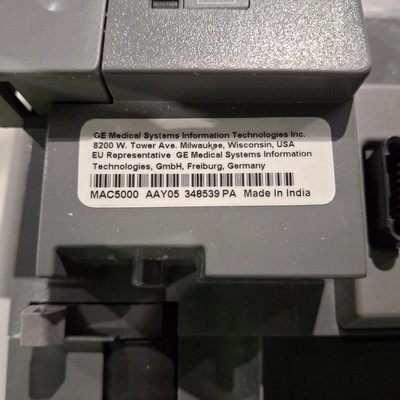 GE Medical Systems Information Technologies Inc.
8200 W. Tower Ave. Milwaukee, Wisconsin, USA
EU Representative GE Medical Systems Information
Technologies, GmbH, Freiburg, Germany
MAC5000 AAY05 348539 PA Made In India